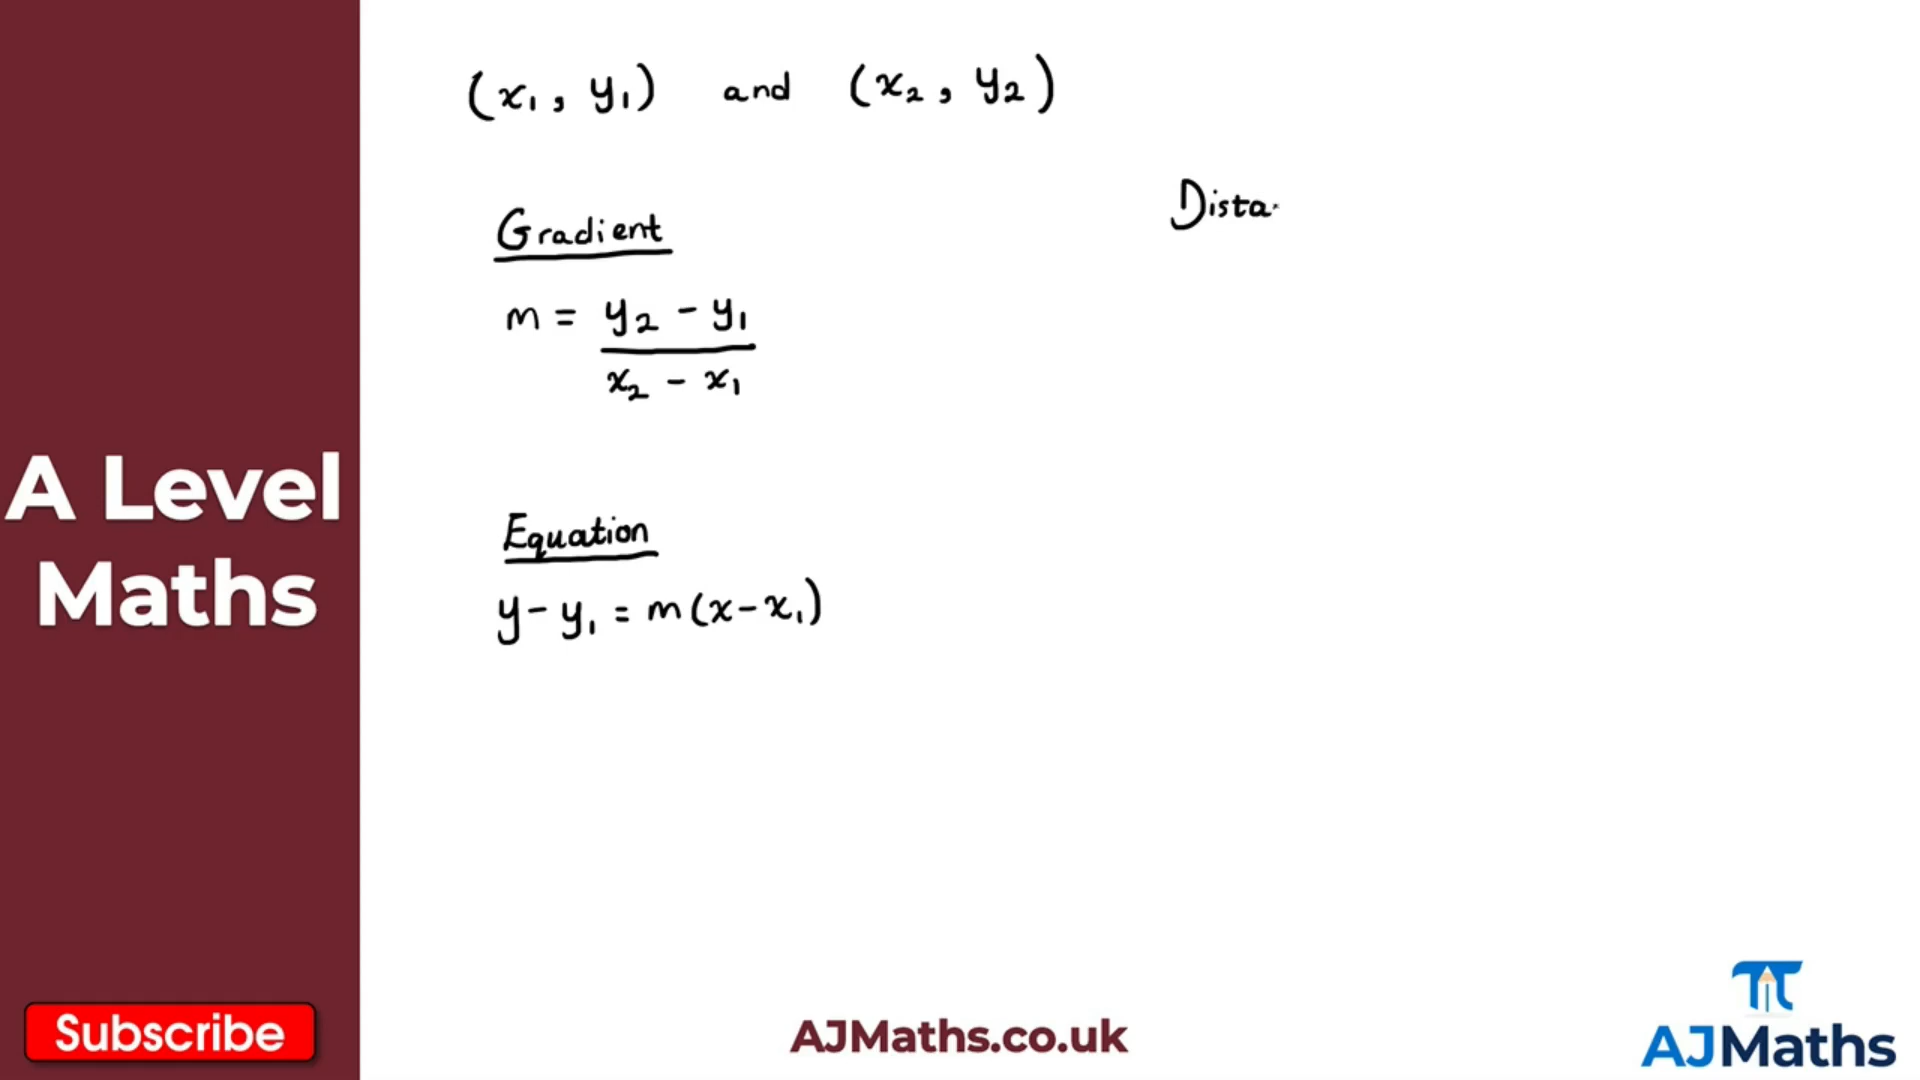 A Level
Maths
Subscribe
(x₁, y₁) and (x₂, y₂)
Gradient
m = y₂ - y₁
x₂ - x₁
Equation
y - y₁ = m(x - x₁)
Dista
AJMaths.co.uk
AJMaths